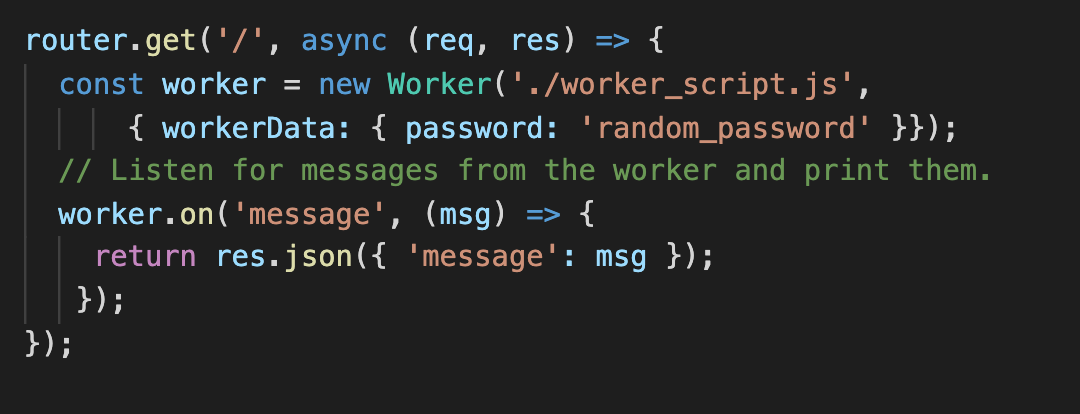 router.get('/', async (req, res) => {
const worker = new Worker('./worker_script.js',
{ workerData: { password: 'random_password' }});
// Listen for messages from the worker and print them.
worker.on('message', (msg) => {
return res.json({ 'message': msg });
});
});